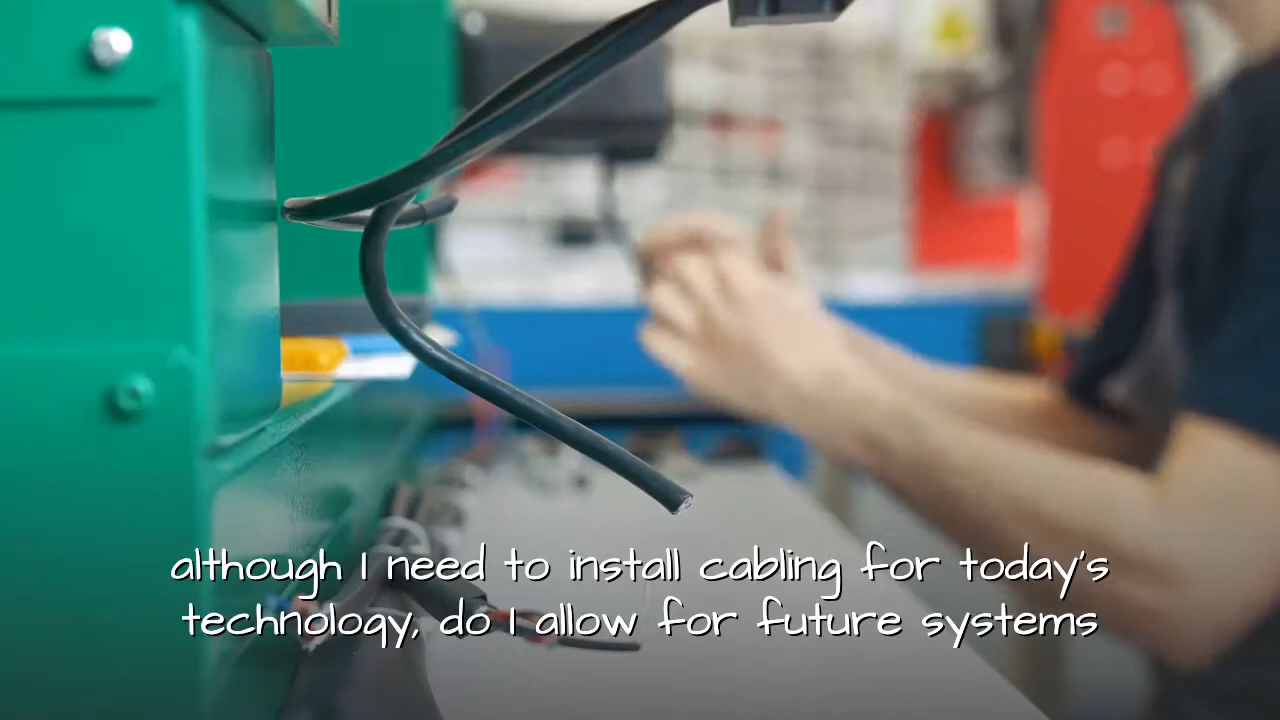 although I need to install cabling for today's
technology, do I allow for future systems